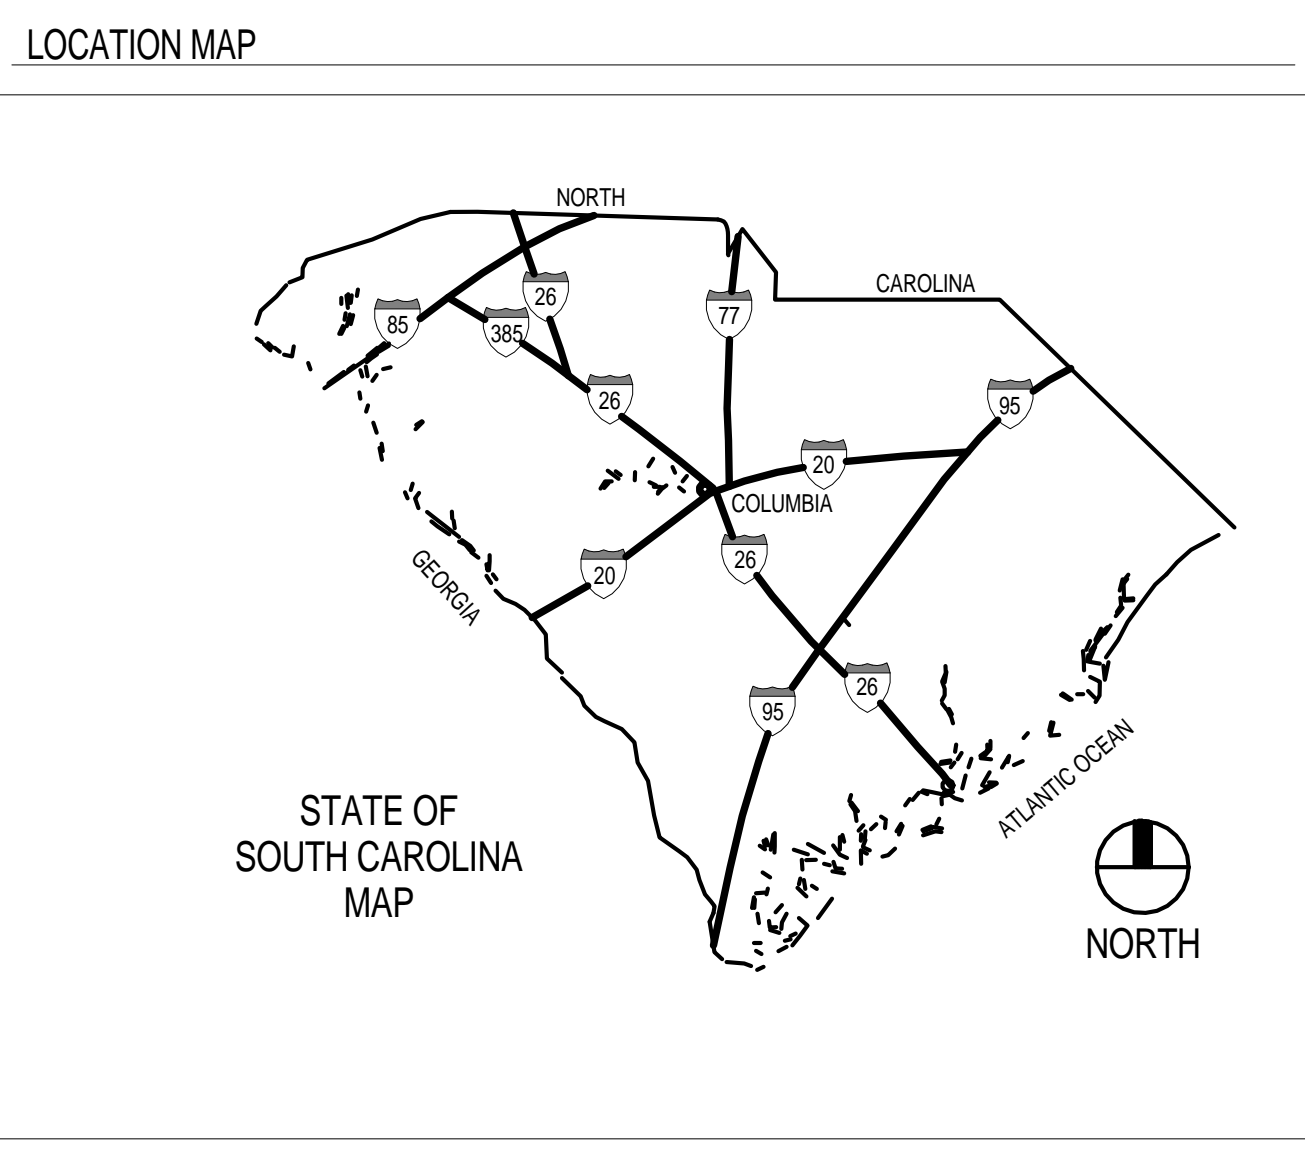 LOCATION MAP
NORTH
CAROLINA
26
77
85
385
26
95
20
COLUMBIA
26
20
GEORGIA
26
95
ATLANTIC OCEAN
STATE OF
SOUTH CAROLINA
MAP
NORTH